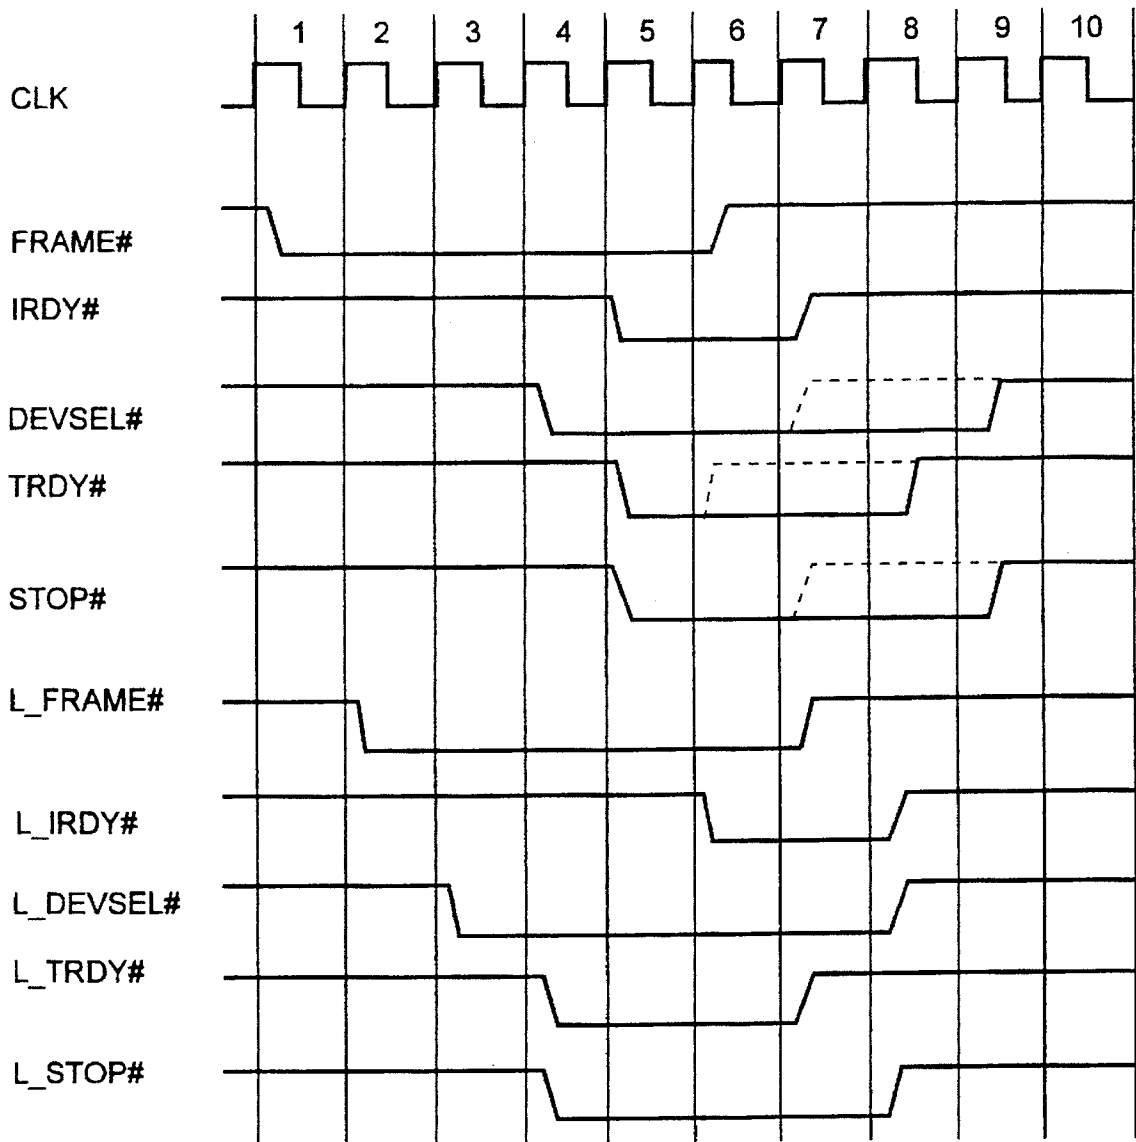 1 2 3 4 5 6 7 8 9 10
CLK
FRAME#
IRDY#
DEVSEL#
TRDY#
STOP#
L_FRAME#
L_IRDY#
L_DEVSEL#
L_TRDY#
L_STOP#